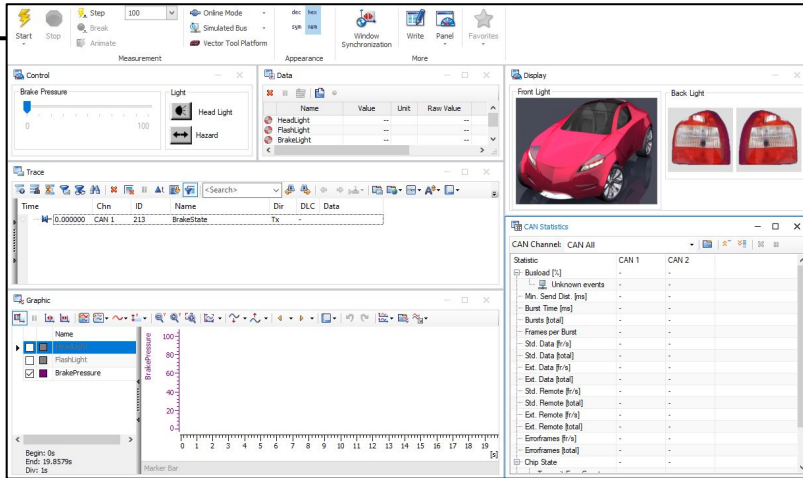 Start
Stop
Step
Break
Animate
100
Measurement
Online Mode
Simulated Bus
Vector Tool Platform
dec hex
sym num
Appearance
Window
Synchronization
Write
Panel
More
Favorites
Control
Brake Pressure
0 100
Light
Head Light
Hazard
Data
Name Value Unit Raw Value
HeadLight -- --
FlashLight -- --
BrakeLight -- --
Display
Front Light
Back Light
Trace
<Search>
Time Chn ID Name Dir DLC Data
0.000000 CAN 1 213 BrakeState Tx -
CAN Statistics
CAN Channel: CAN All
Statistic CAN 1 CAN 2
Busload [%] - -
Unknown events - -
Min. Send Dist. [ms] - -
Burst Time [ms] - -
Bursts [total] - -
Frames per Burst - -
Std. Data [fr/s] - -
Std. Data [total] - -
Ext. Data [fr/s] - -
Ext. Data [total] - -
Std. Remote [fr/s] - -
Std. Remote [total] - -
Ext. Remote [fr/s] - -
Ext. Remote [total] - -
Errorframes [fr/s] - -
Errorframes [total] - -
Chip State - -
Graphic
Name
FlashLight
BrakePressure
Begin: 0s
End: 19.8579s
Div: 1s
BrakePressure
100
80
60
40
20
0
0 1 2 3 4 5 6 7 8 9 10 11 12 13 14 15 16 17 18 19
[s]
Marker Bar